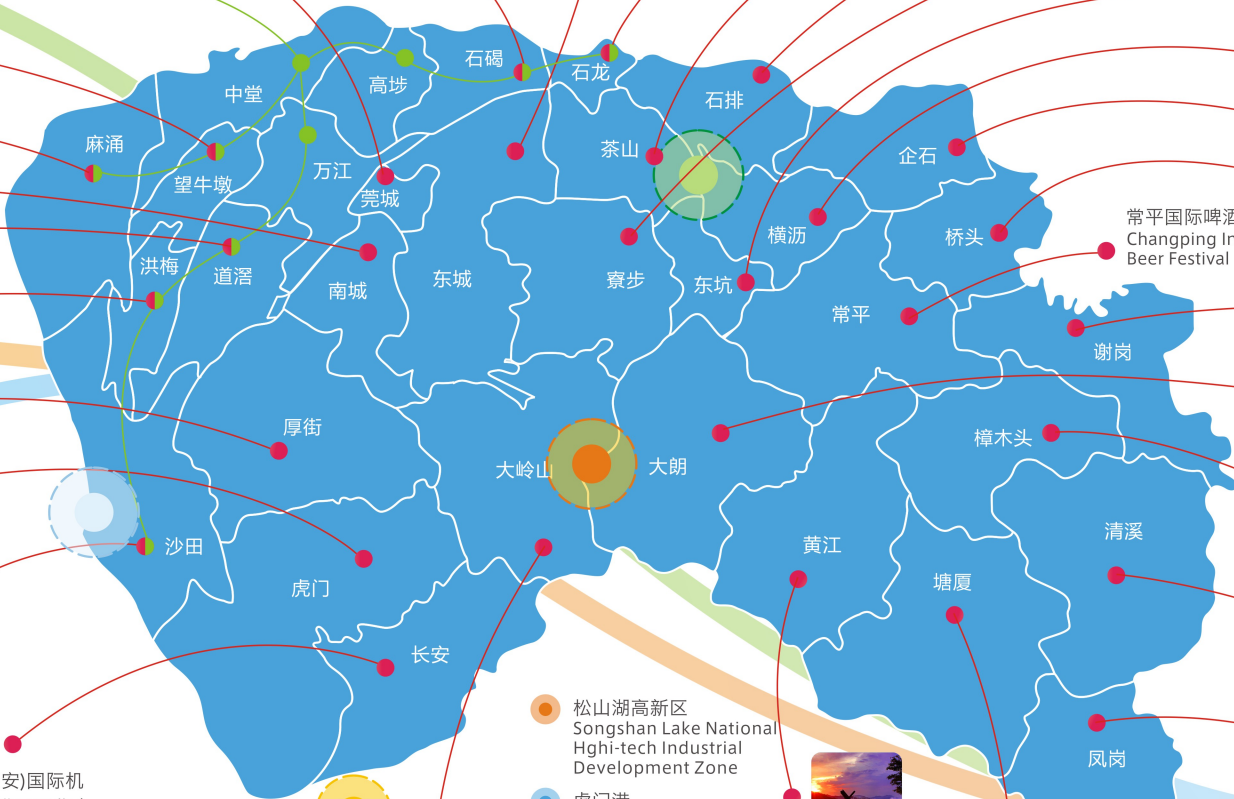 石碣
石龙
高埗
中堂
石排
麻涌
茶山
企石
万江
望牛墩
莞城
常平国际啤酒
Changping In
Beer Festival
横沥
桥头
洪梅
道滘
东城
寮步
东坑
南城
常平
谢岗
厚街
樟木头
大岭山
大朗
清溪
沙田
黄江
塘厦
虎门
长安
松山湖高新区
Songshan Lake National
Hghi-tech Industrial
Development Zone
凤岗
安)国际机